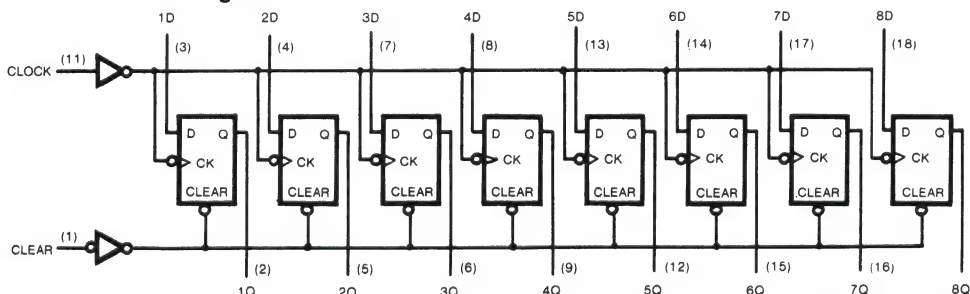 1D 2D 3D 4D 5D 6D 7D 8D
(3) (4) (7) (8) (13) (14) (17) (18)
CLOCK (11)
D Q D Q D Q D Q D Q D Q D Q D Q
CK CK CK CK CK CK CK CK
CLEAR CLEAR CLEAR CLEAR CLEAR CLEAR CLEAR CLEAR
CLEAR (1)
(2) (5) (6) (9) (12) (15) (16)
1Q 2Q 3Q 4Q 5Q 6Q 7Q 8Q